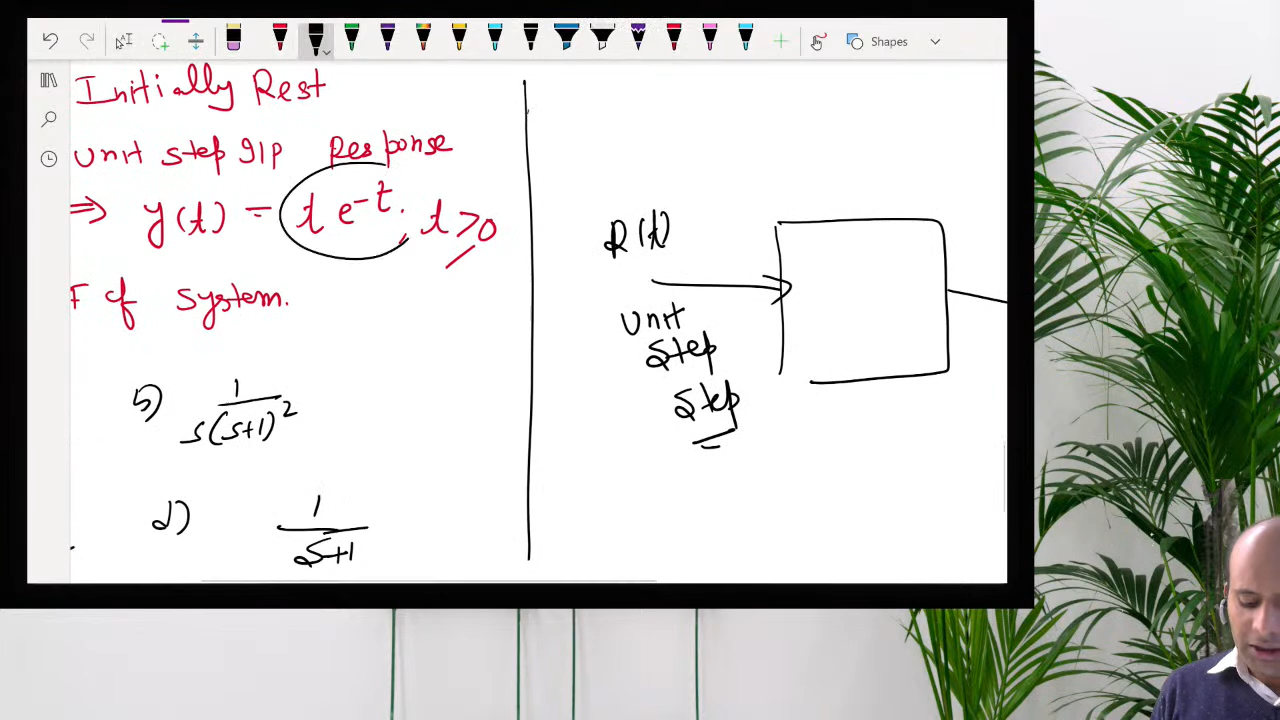 Shapes
Initially Rest
Unit step I/P Response
⇒ y(t) = t e^-t. t>0
F of system.
b) 1/s(s+1)^2
d) 1/s+1
R(t)
Unit
Step
Step